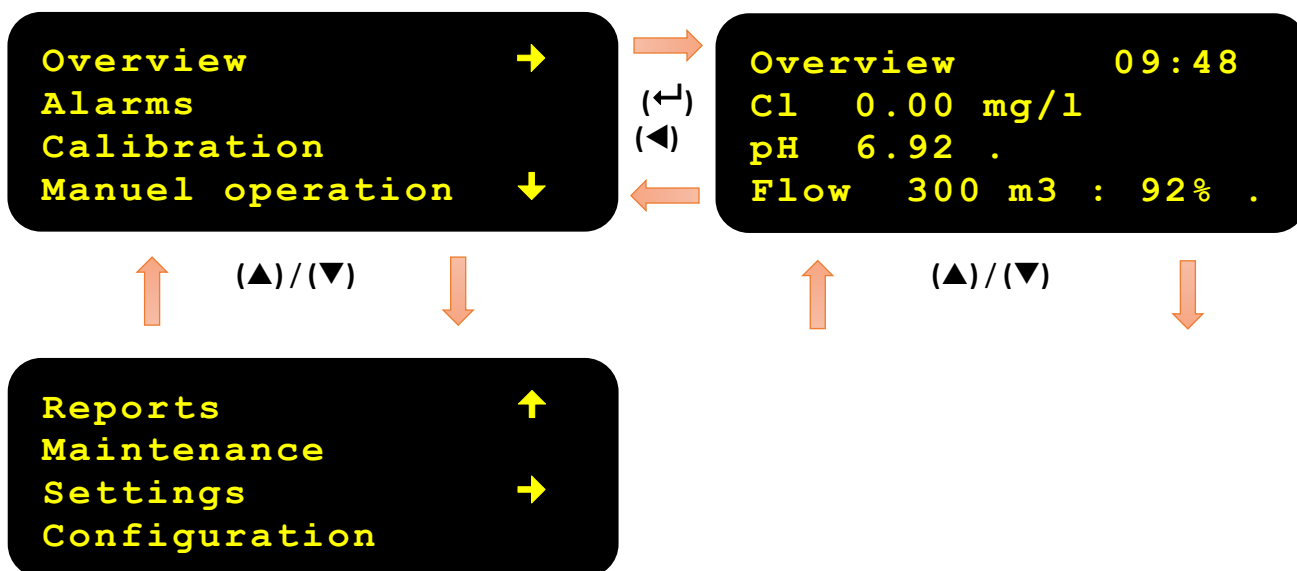 Overview →
Alarms
Calibration
Manuel operation ↓
(↵)
(◀)
Overview 09:48
Cl 0.00 mg/l
pH 6.92 .
Flow 300 m3 : 92% .
(▲)/(▼)
(▲)/(▼)
Reports ↑
Maintenance
Settings →
Configuration